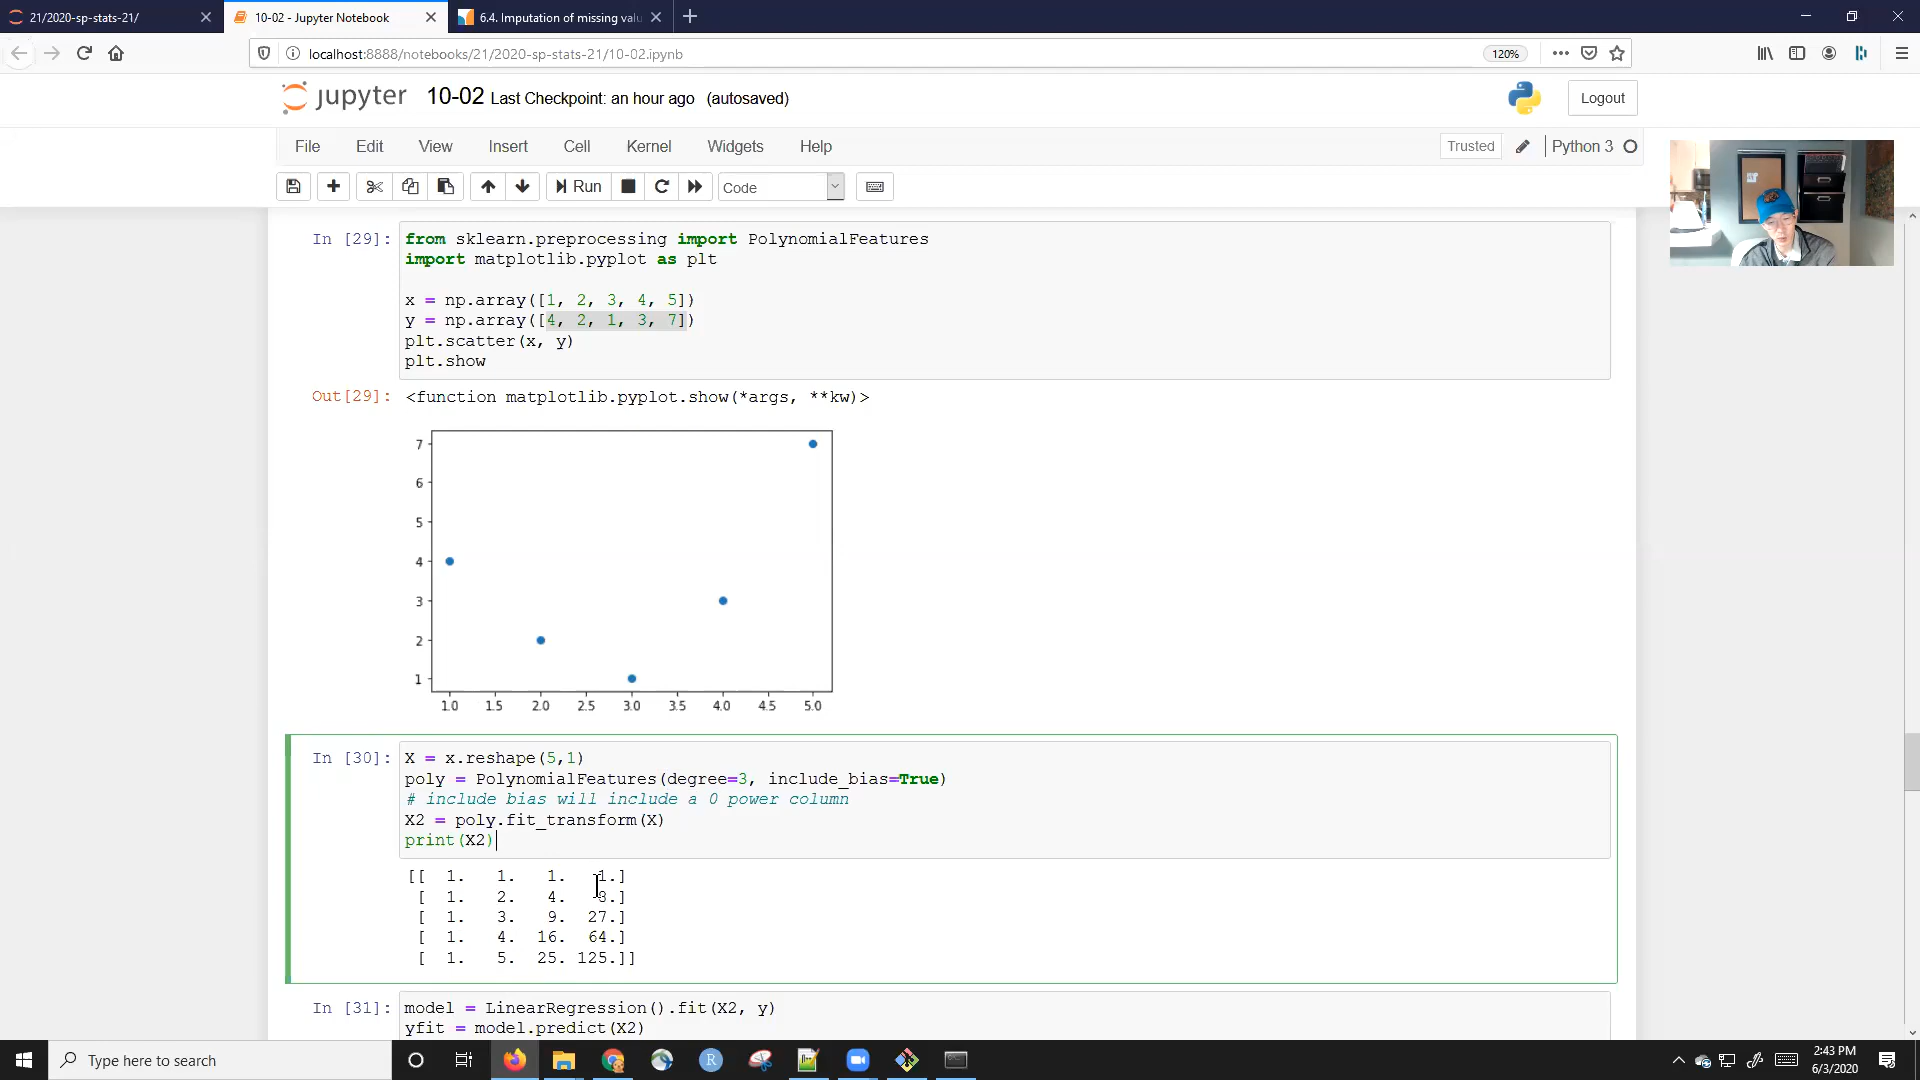 21/2020-sp-stats-21/
10-02 - Jupyter Notebook
6.4. Imputation of missing valu
localhost:8888/notebooks/21/2020-sp-stats-21/10-02.ipynb
120%
jupyter 10-02 Last Checkpoint: an hour ago (autosaved)
Logout
File Edit View Insert Cell Kernel Widgets Help
Trusted
Python 3
Run
Code
In [29]:
from sklearn.preprocessing import PolynomialFeatures
import matplotlib.pyplot as plt
x = np.array([1, 2, 3, 4, 5])
y = np.array([4, 2, 1, 3, 7])
plt.scatter(x, y)
plt.show
Out[29]: <function matplotlib.pyplot.show(*args, **kw)>
7
6
5
4
3
2
1
1.0 1.5 2.0 2.5 3.0 3.5 4.0 4.5 5.0
In [30]:
X = x.reshape(5,1)
poly = PolynomialFeatures(degree=3, include_bias=True)
# include bias will include a 0 power column
X2 = poly.fit_transform(X)
print(X2)
[[ 1. 1. 1. 1.]
[ 1. 2. 4. 8.]
[ 1. 3. 9. 27.]
[ 1. 4. 16. 64.]
[ 1. 5. 25. 125.]]
In [31]:
model = LinearRegression().fit(X2, y)
yfit = model.predict(X2)
Type here to search
R
2:43 PM
6/3/2020